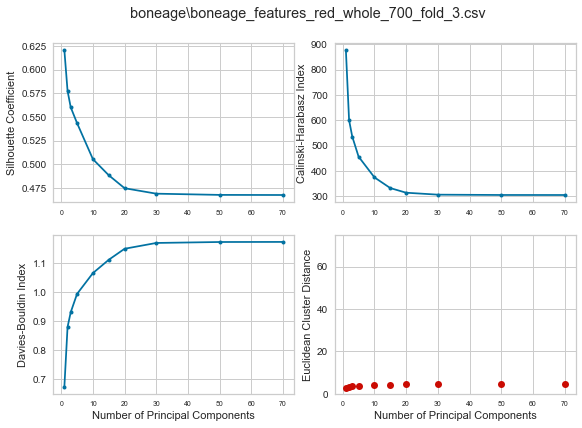 boneage\boneage_features_red_whole_700_fold_3.csv
Silhouette Coefficient
0.625
0.600
0.575
0.550
0.525
0.500
0.475
0 10 20 30 40 50 60 70
Calinski-Harabasz Index
900
800
700
600
500
400
300
0 10 20 30 40 50 60 70
Davies-Bouldin Index
1.1
1.0
0.9
0.8
0.7
0 10 20 30 40 50 60 70
Number of Principal Components
Euclidean Cluster Distance
60
40
20
0
0 10 20 30 40 50 60 70
Number of Principal Components